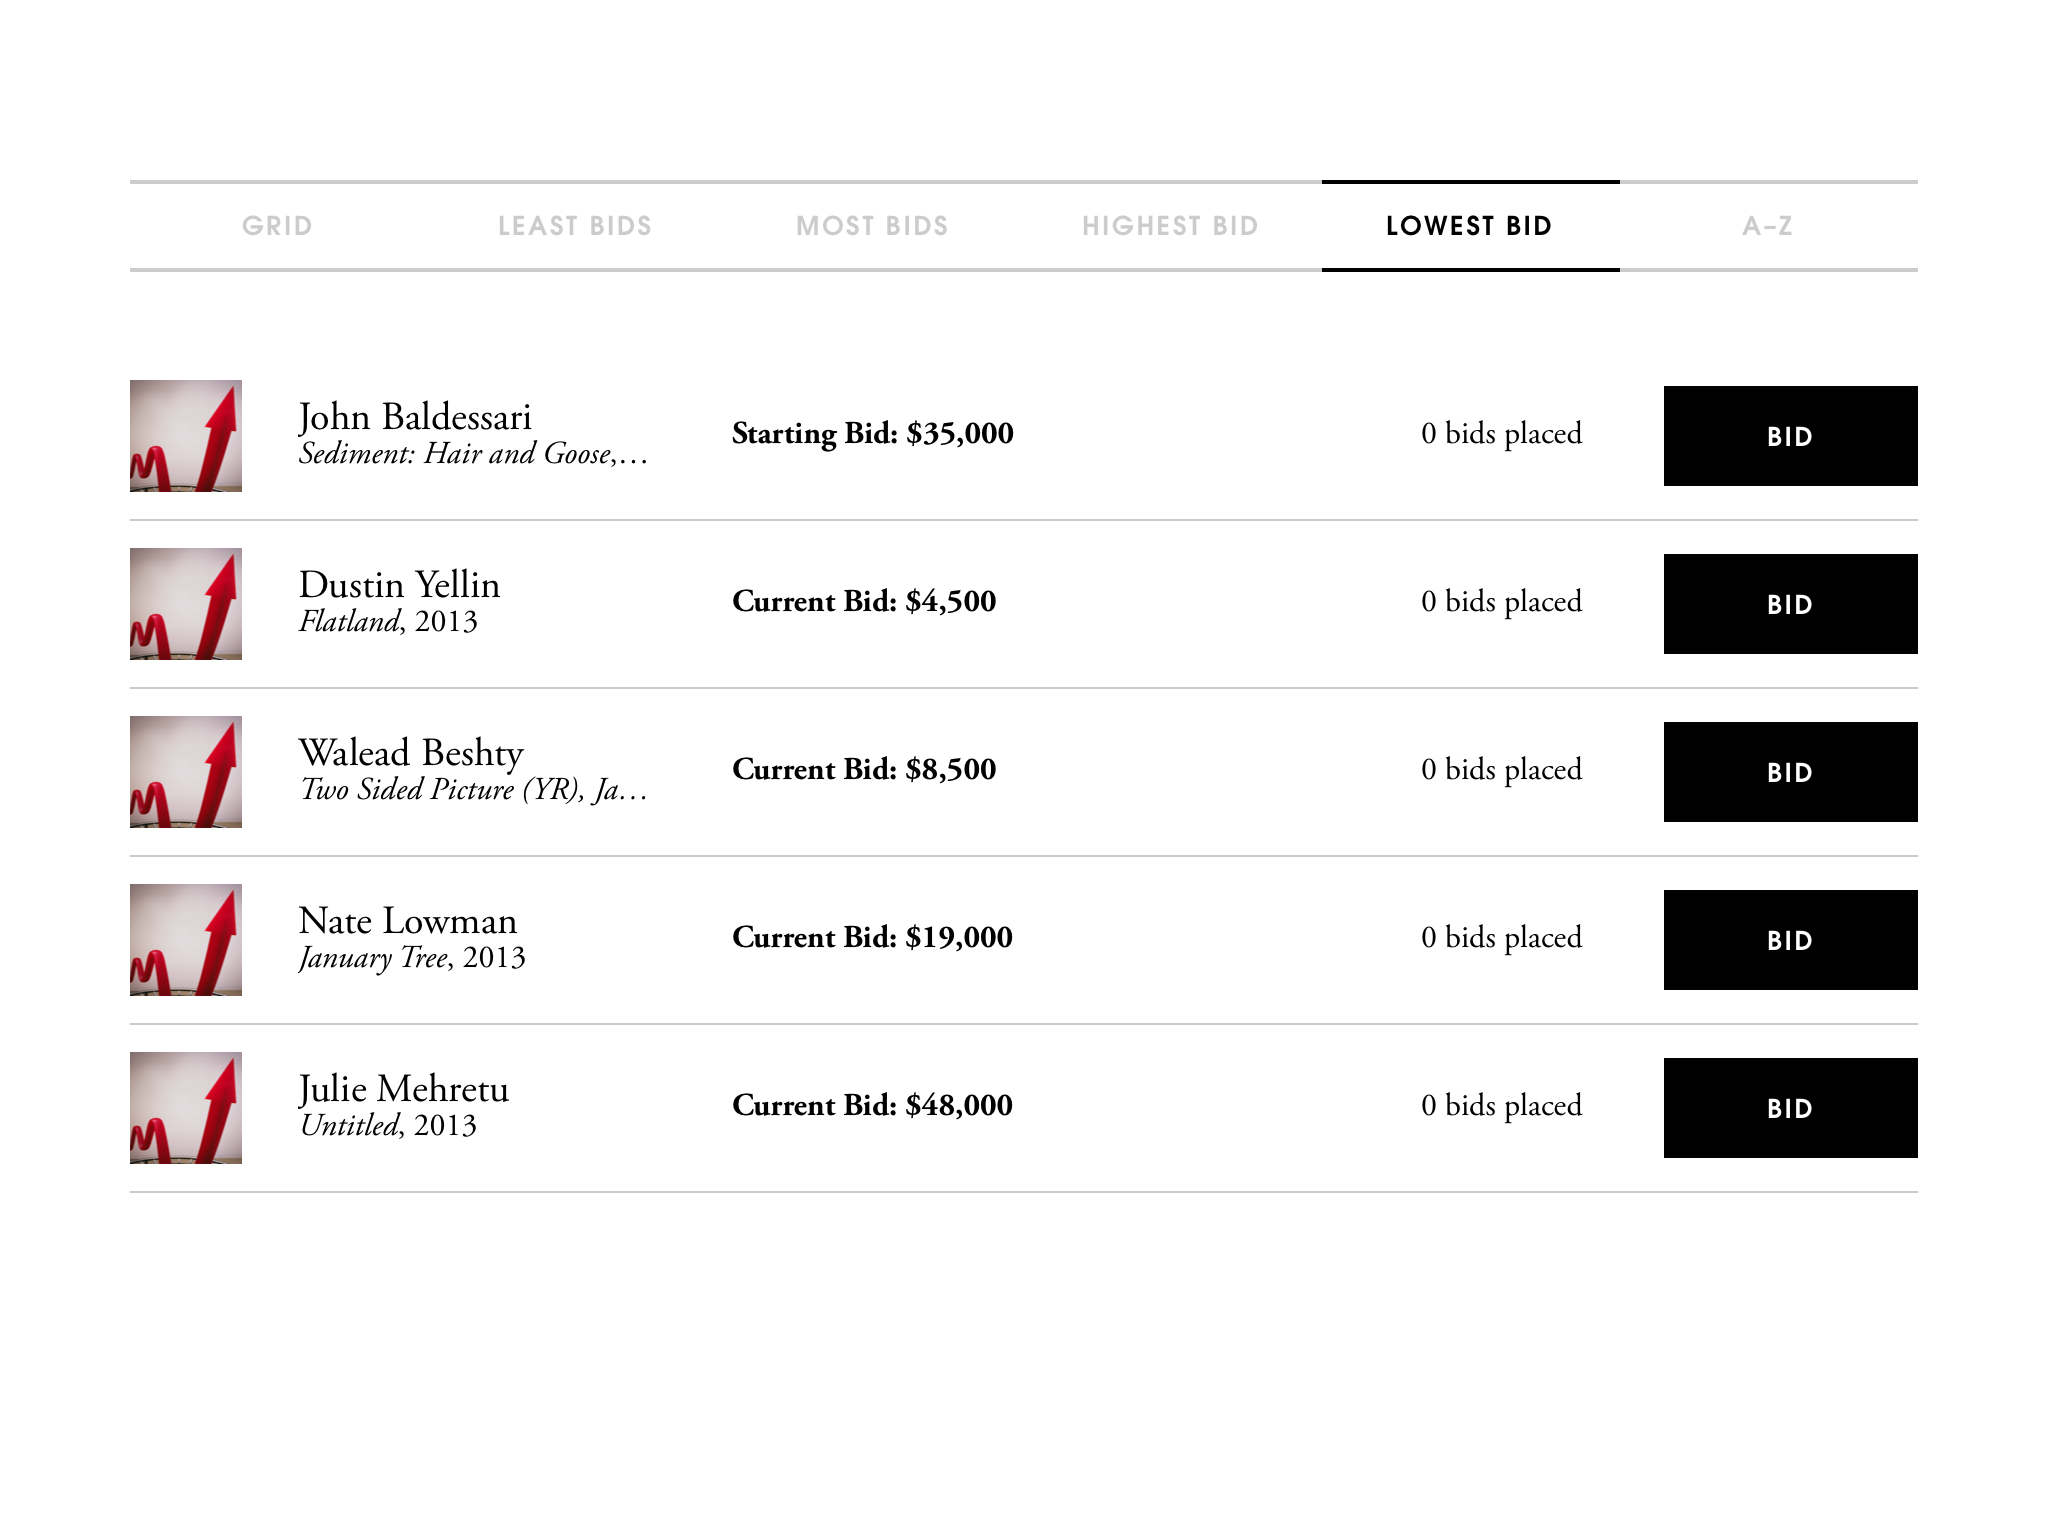 GRID LEAST BIDS MOST BIDS HIGHEST BID LOWEST BID A–Z
John Baldessari
Sediment: Hair and Goose,…
Starting Bid: $35,000
0 bids placed
BID
Dustin Yellin
Flatland, 2013
Current Bid: $4,500
0 bids placed
BID
Walead Beshty
Two Sided Picture (YR), Ja…
Current Bid: $8,500
0 bids placed
BID
Nate Lowman
January Tree, 2013
Current Bid: $19,000
0 bids placed
BID
Julie Mehretu
Untitled, 2013
Current Bid: $48,000
0 bids placed
BID